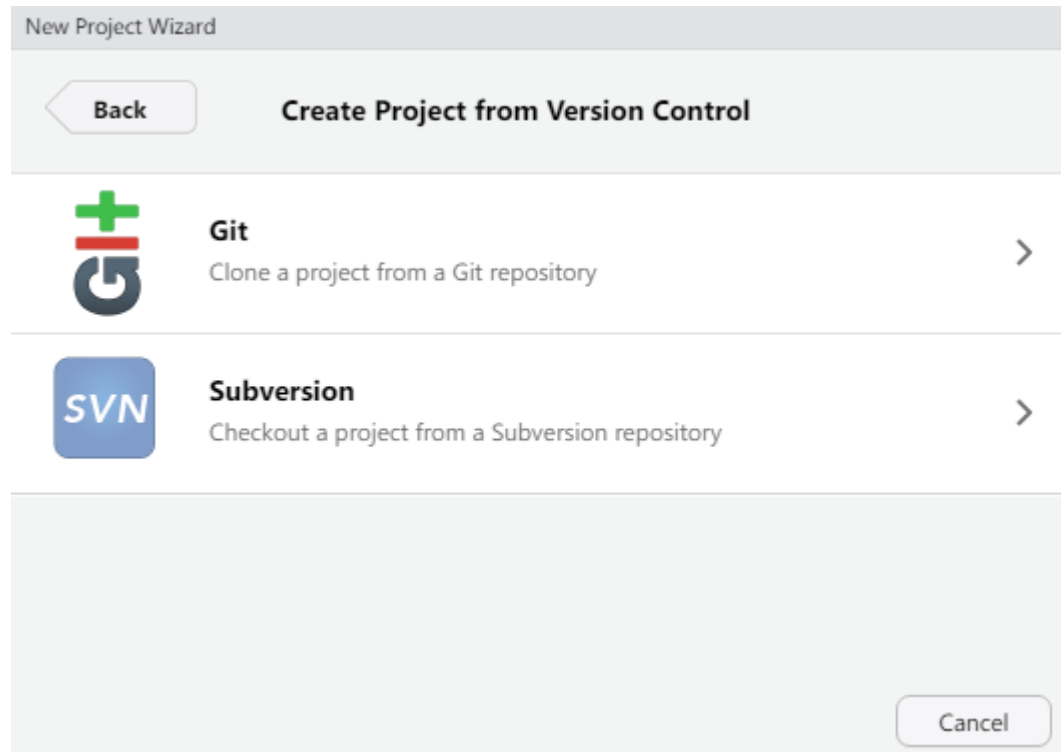 New Project Wizard
Back
Create Project from Version Control
git
Git
Clone a project from a Git repository
SVN
Subversion
Checkout a project from a Subversion repository
Cancel